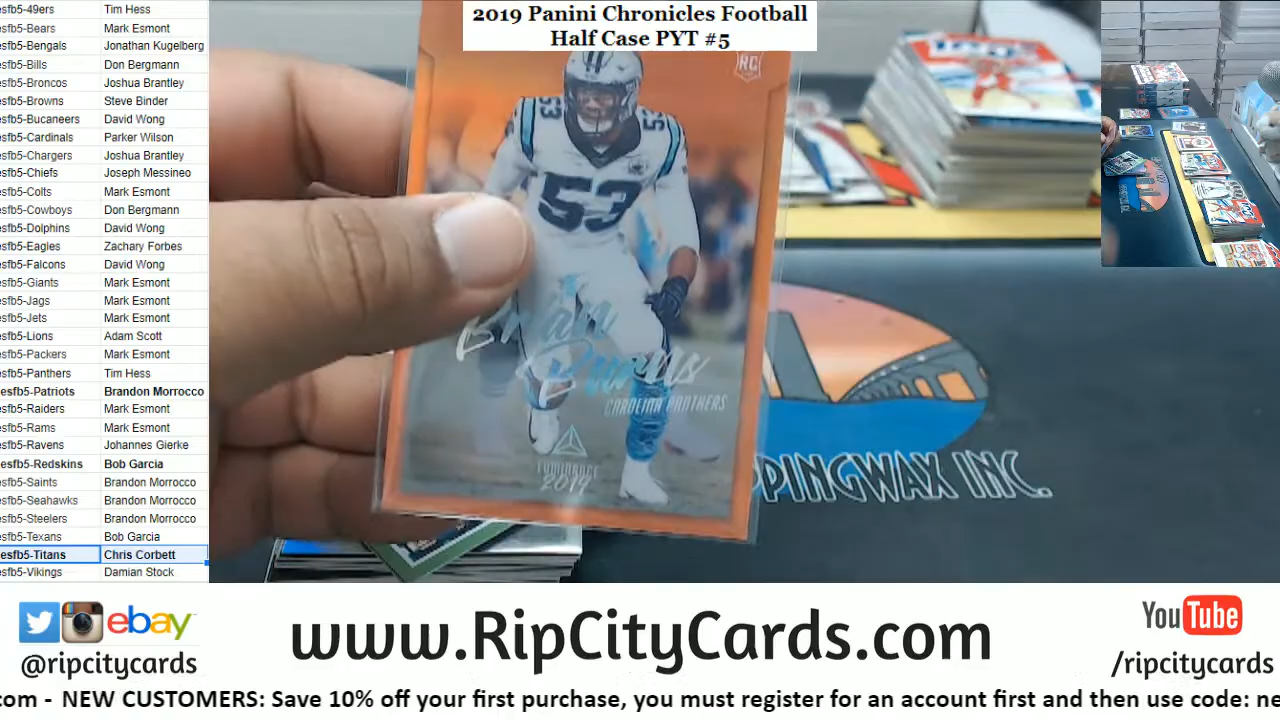 2019 Panini Chronicles Football
Half Case PYT #5
esfb5-49ers Tim Hess
esfb5-Bears Mark Esmont
esfb5-Bengals Jonathan Kugelberg
esfb5-Bills Don Bergmann
esfb5-Broncos Joshua Brantley
esfb5-Browns Steve Binder
esfb5-Bucaneers David Wong
esfb5-Cardinals Parker Wilson
esfb5-Chargers Joshua Brantley
esfb5-Chiefs Joseph Messineo
esfb5-Colts Mark Esmont
esfb5-Cowboys Don Bergmann
esfb5-Dolphins David Wong
esfb5-Eagles Zachary Forbes
esfb5-Falcons David Wong
esfb5-Giants Mark Esmont
esfb5-Jags Mark Esmont
esfb5-Jets Mark Esmont
esfb5-Lions Adam Scott
esfb5-Packers Mark Esmont
esfb5-Panthers Tim Hess
esfb5-Patriots Brandon Morrocco
esfb5-Raiders Mark Esmont
esfb5-Rams Mark Esmont
esfb5-Ravens Johannes Gierke
esfb5-Redskins Bob Garcia
esfb5-Saints Brandon Morrocco
esfb5-Seahawks Brandon Morrocco
esfb5-Steelers Brandon Morrocco
esfb5-Texans Bob Garcia
esfb5-Titans Chris Corbett
esfb5-Vikings Damian Stock
RC
53
53
53
Brian
Burns
CAROLINA PANTHERS
LUMINANCE
2019
PPINGWAX INC.
ebay
@ripcitycards
www.RipCityCards.com
YouTube
/ripcitycards
com - NEW CUSTOMERS: Save 10% off your first purchase, you must register for an account first and then use code: ne